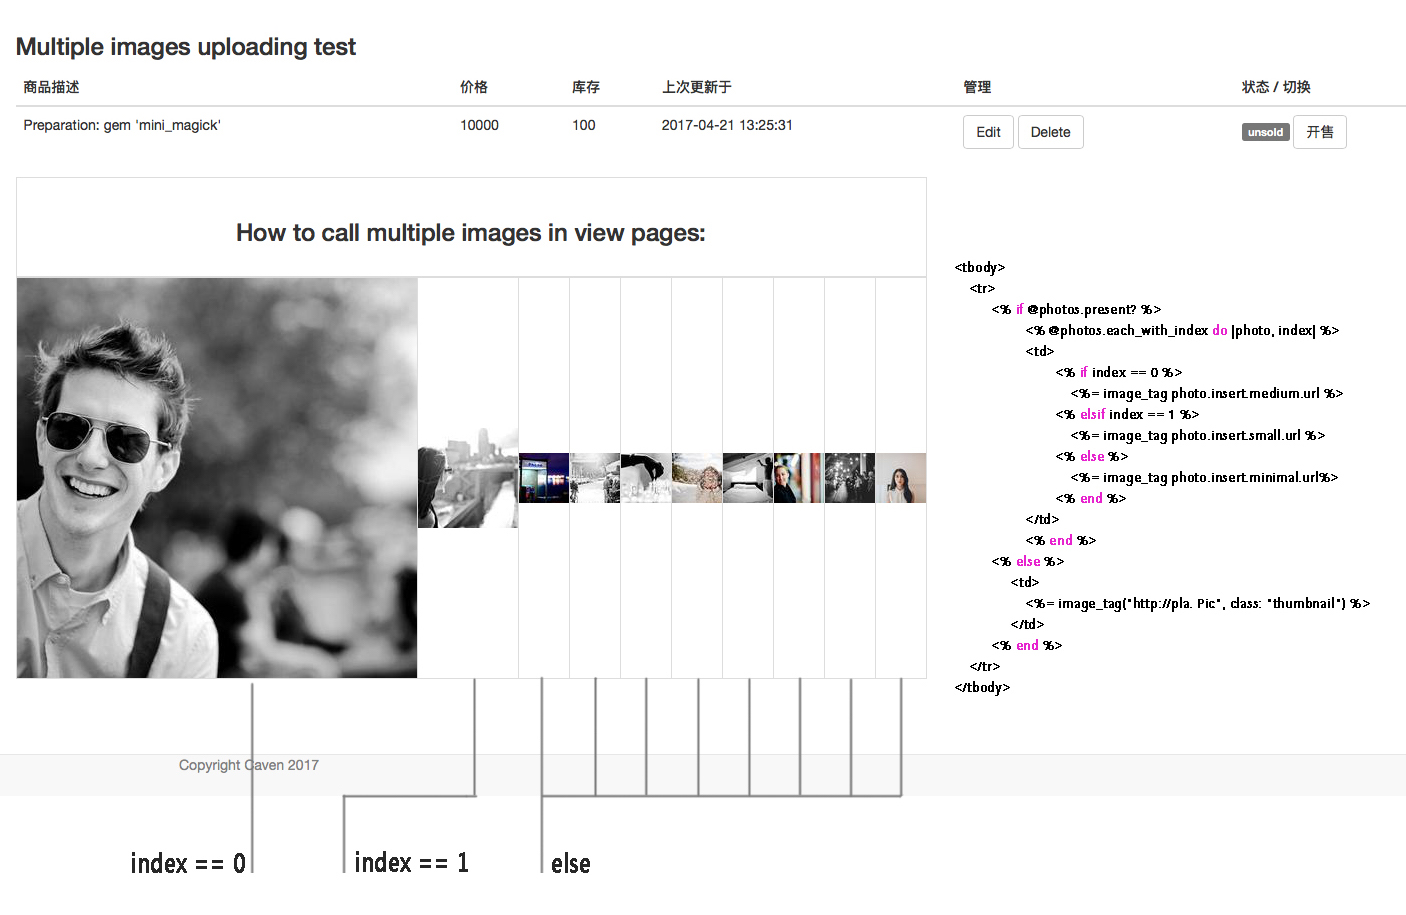 Multiple images uploading test
商品描述 价格 库存 上次更新于 管理 状态 / 切换
Preparation: gem 'mini_magick' 10000 100 2017-04-21 13:25:31 Edit Delete unsold 开售
How to call multiple images in view pages:
<tbody>
<tr>
<% if @photos.present? %>
<% @photos.each_with_index do |photo, index| %>
<td>
<% if index == 0 %>
<%= image_tag photo.insert.medium.url %>
<% elsif index == 1 %>
<%= image_tag photo.insert.small.url %>
<% else %>
<%= image_tag photo.insert.minimal.url%>
<% end %>
</td>
<% end %>
<% else %>
<td>
<%= image_tag("http://pla. Pic", class: "thumbnail") %>
</td>
<% end %>
</tr>
</tbody>
Copyright Caven 2017
index == 0 index == 1 else